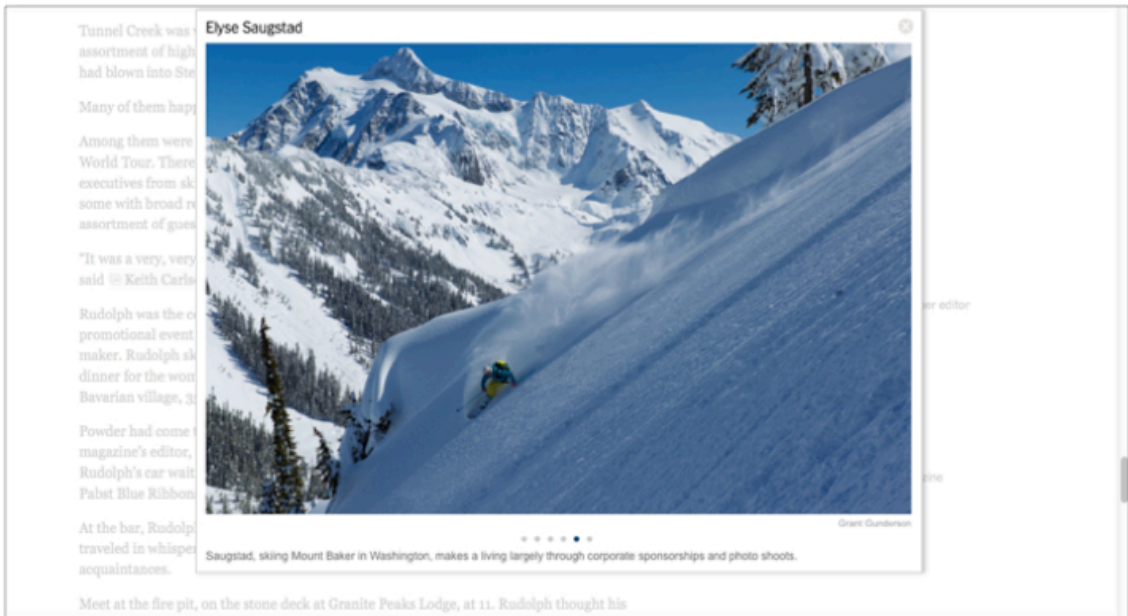 Elyse Saugstad
Tunnel Creek was
assortment of high
had blown into Ste
Many of them hap
Among them were
World Tour. There
executives from sk
some with broad re
assortment of gues
"It was a very, very
said Keith Carls
Rudolph was the c
er editor
promotional event
maker. Rudolph sk
dinner for the wom
Bavarian village, 3
Powder had come
magazine's editor,
Rudolph's car wait
zine
Pabst Blue Ribbon
Grant Gunderson
At the bar, Rudolp
traveled in whisper
Saugstad, skiing Mount Baker in Washington, makes a living largely through corporate sponsorships and photo shoots.
acquaintances.
Meet at the fire pit, on the stone deck at Granite Peaks Lodge, at 11. Rudolph thought his